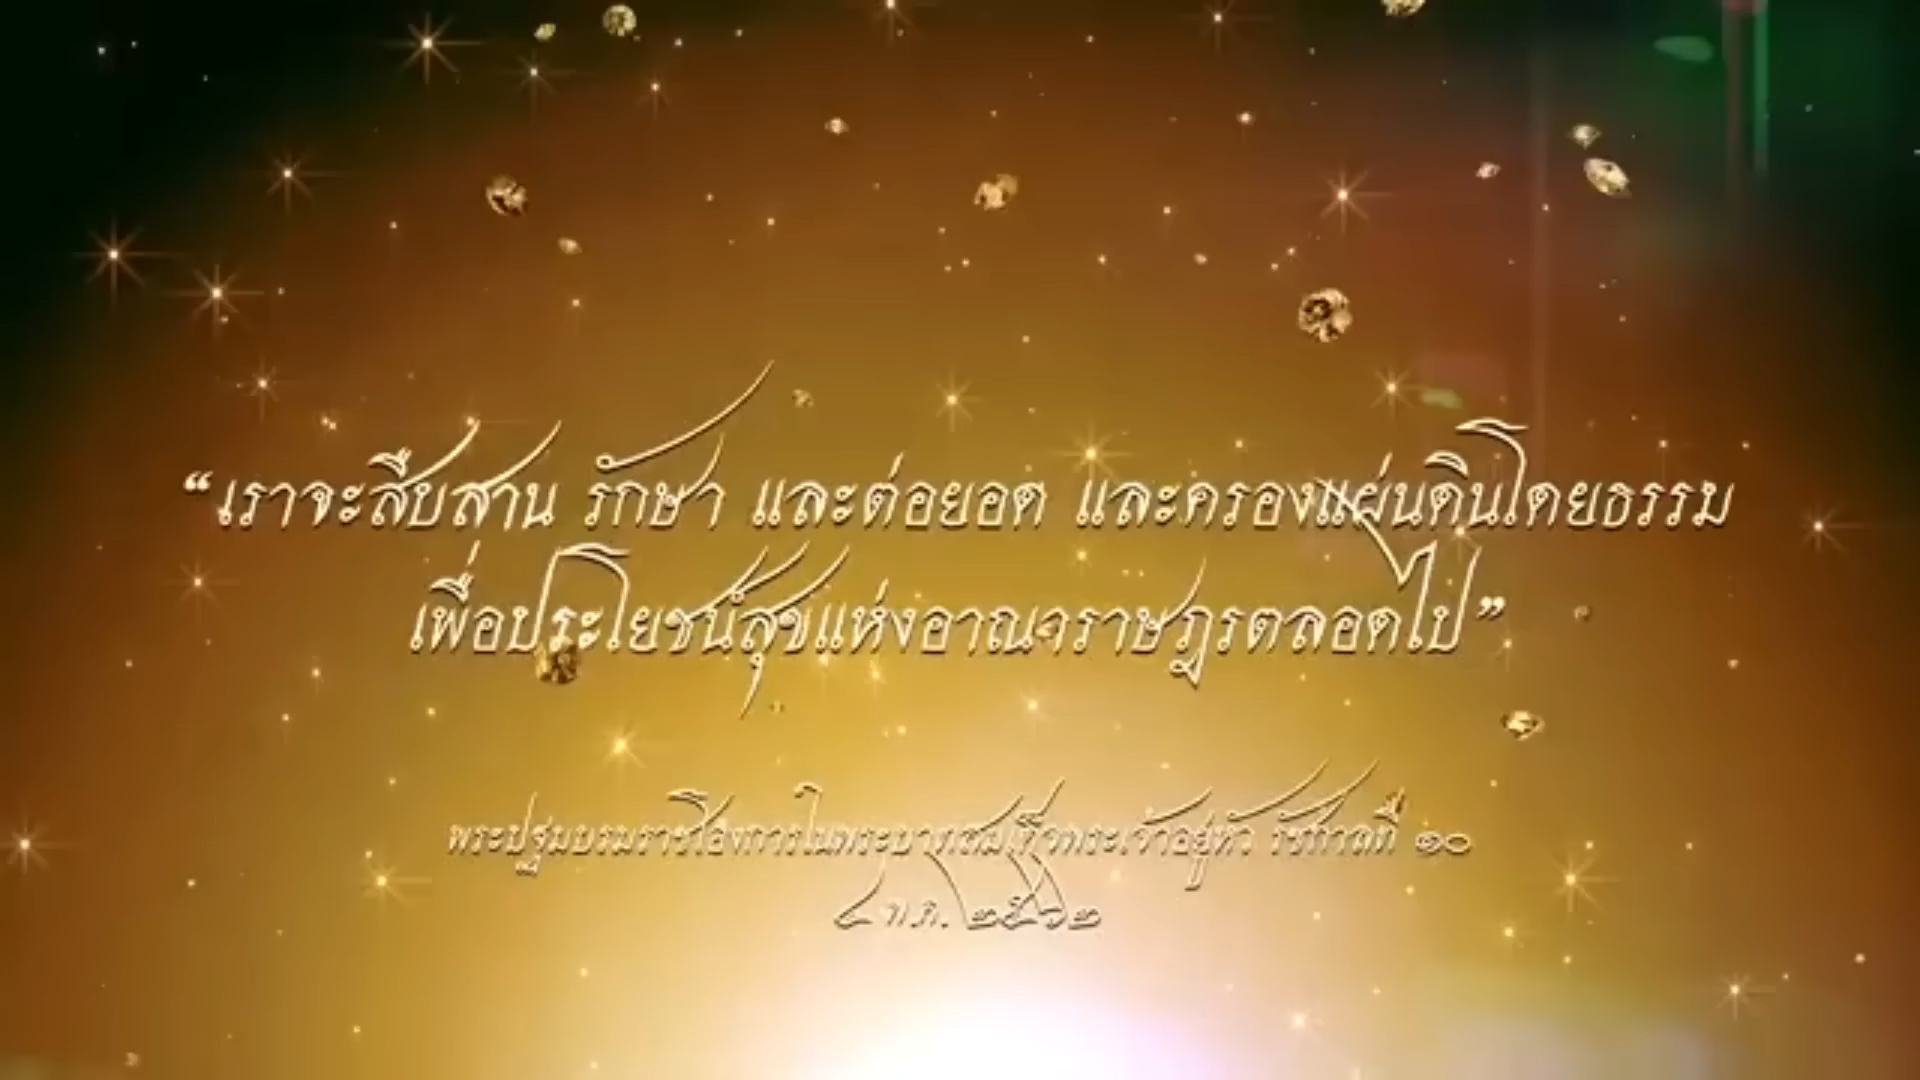 “เราจะสืบสาน รักษา และต่อยอด และครองแผ่นดินโดยธรรม
เพื่อประโยชน์สุขแห่งอาณาราษฎรตลอดไป”
พระปฐมบรมราชโองการในพระบาทสมเด็จพระเจ้าอยู่หัว รัชกาลที่ ๑๐
๔ พ.ค. ๒๕๖๒